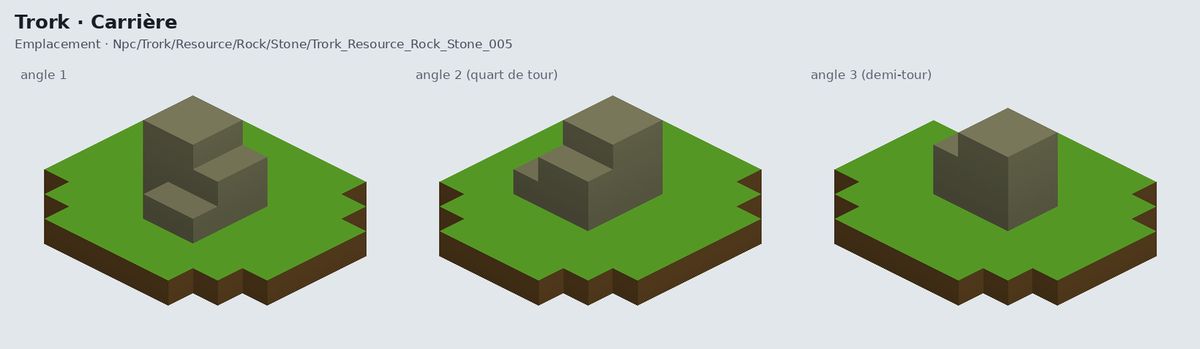 Trork · Carrière
Emplacement · Npc/Trork/Resource/Rock/Stone/Trork_Resource_Rock_Stone_005
angle 1
angle 2 (quart de tour)
angle 3 (demi-tour)